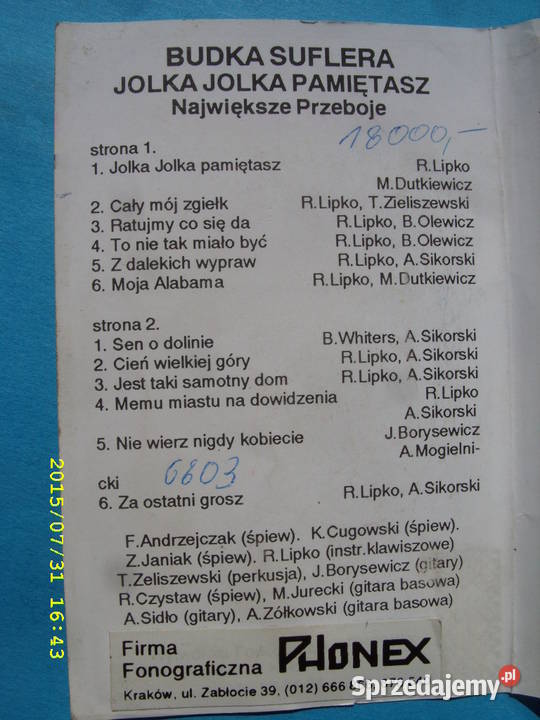 BUDKA SUFLERA
JOLKA JOLKA PAMIĘTASZ
Największe Przeboje
18000,-
strona 1.
1. Jolka Jolka pamiętasz R.Lipko
M.Dutkiewicz
2. Cały mój zgiełk R.Lipko, T.Zieliszewski
3. Ratujmy co się da R.Lipko, B.Olewicz
4. To nie tak miało być R.Lipko, B.Olewicz
5. Z dalekich wypraw R.Lipko, A.Sikorski
6. Moja Alabama R.Lipko, M.Dutkiewicz
strona 2.
1. Sen o dolinie B.Whiters, A.Sikorski
2. Cień wielkiej góry R.Lipko, A.Sikorski
3. Jest taki samotny dom R.Lipko, A.Sikorski
4. Memu miastu na dowidzenia R.Lipko
A.Sikorski
5. Nie wierz nigdy kobiecie J.Borysewicz
A.Mogielni-
cki 6803
6. Za ostatni grosz R.Lipko, A.Sikorski
F.Andrzejczak (śpiew). K.Cugowski (śpiew).
Z.Janiak (śpiew). R.Lipko (instr.klawiszowe)
T.Zeliszewski (perkusja), J.Borysewicz (gitary)
R.Czystaw (śpiew), M.Jurecki (gitara basowa)
A.Sidło (gitary), A.Zółkowski (gitara basowa)
Firma
Fonograficzna PHONEX
Kraków, ul. Zabłocie 39, (012) 666
Sprzedajemy.pl
2015/07/31 16:43